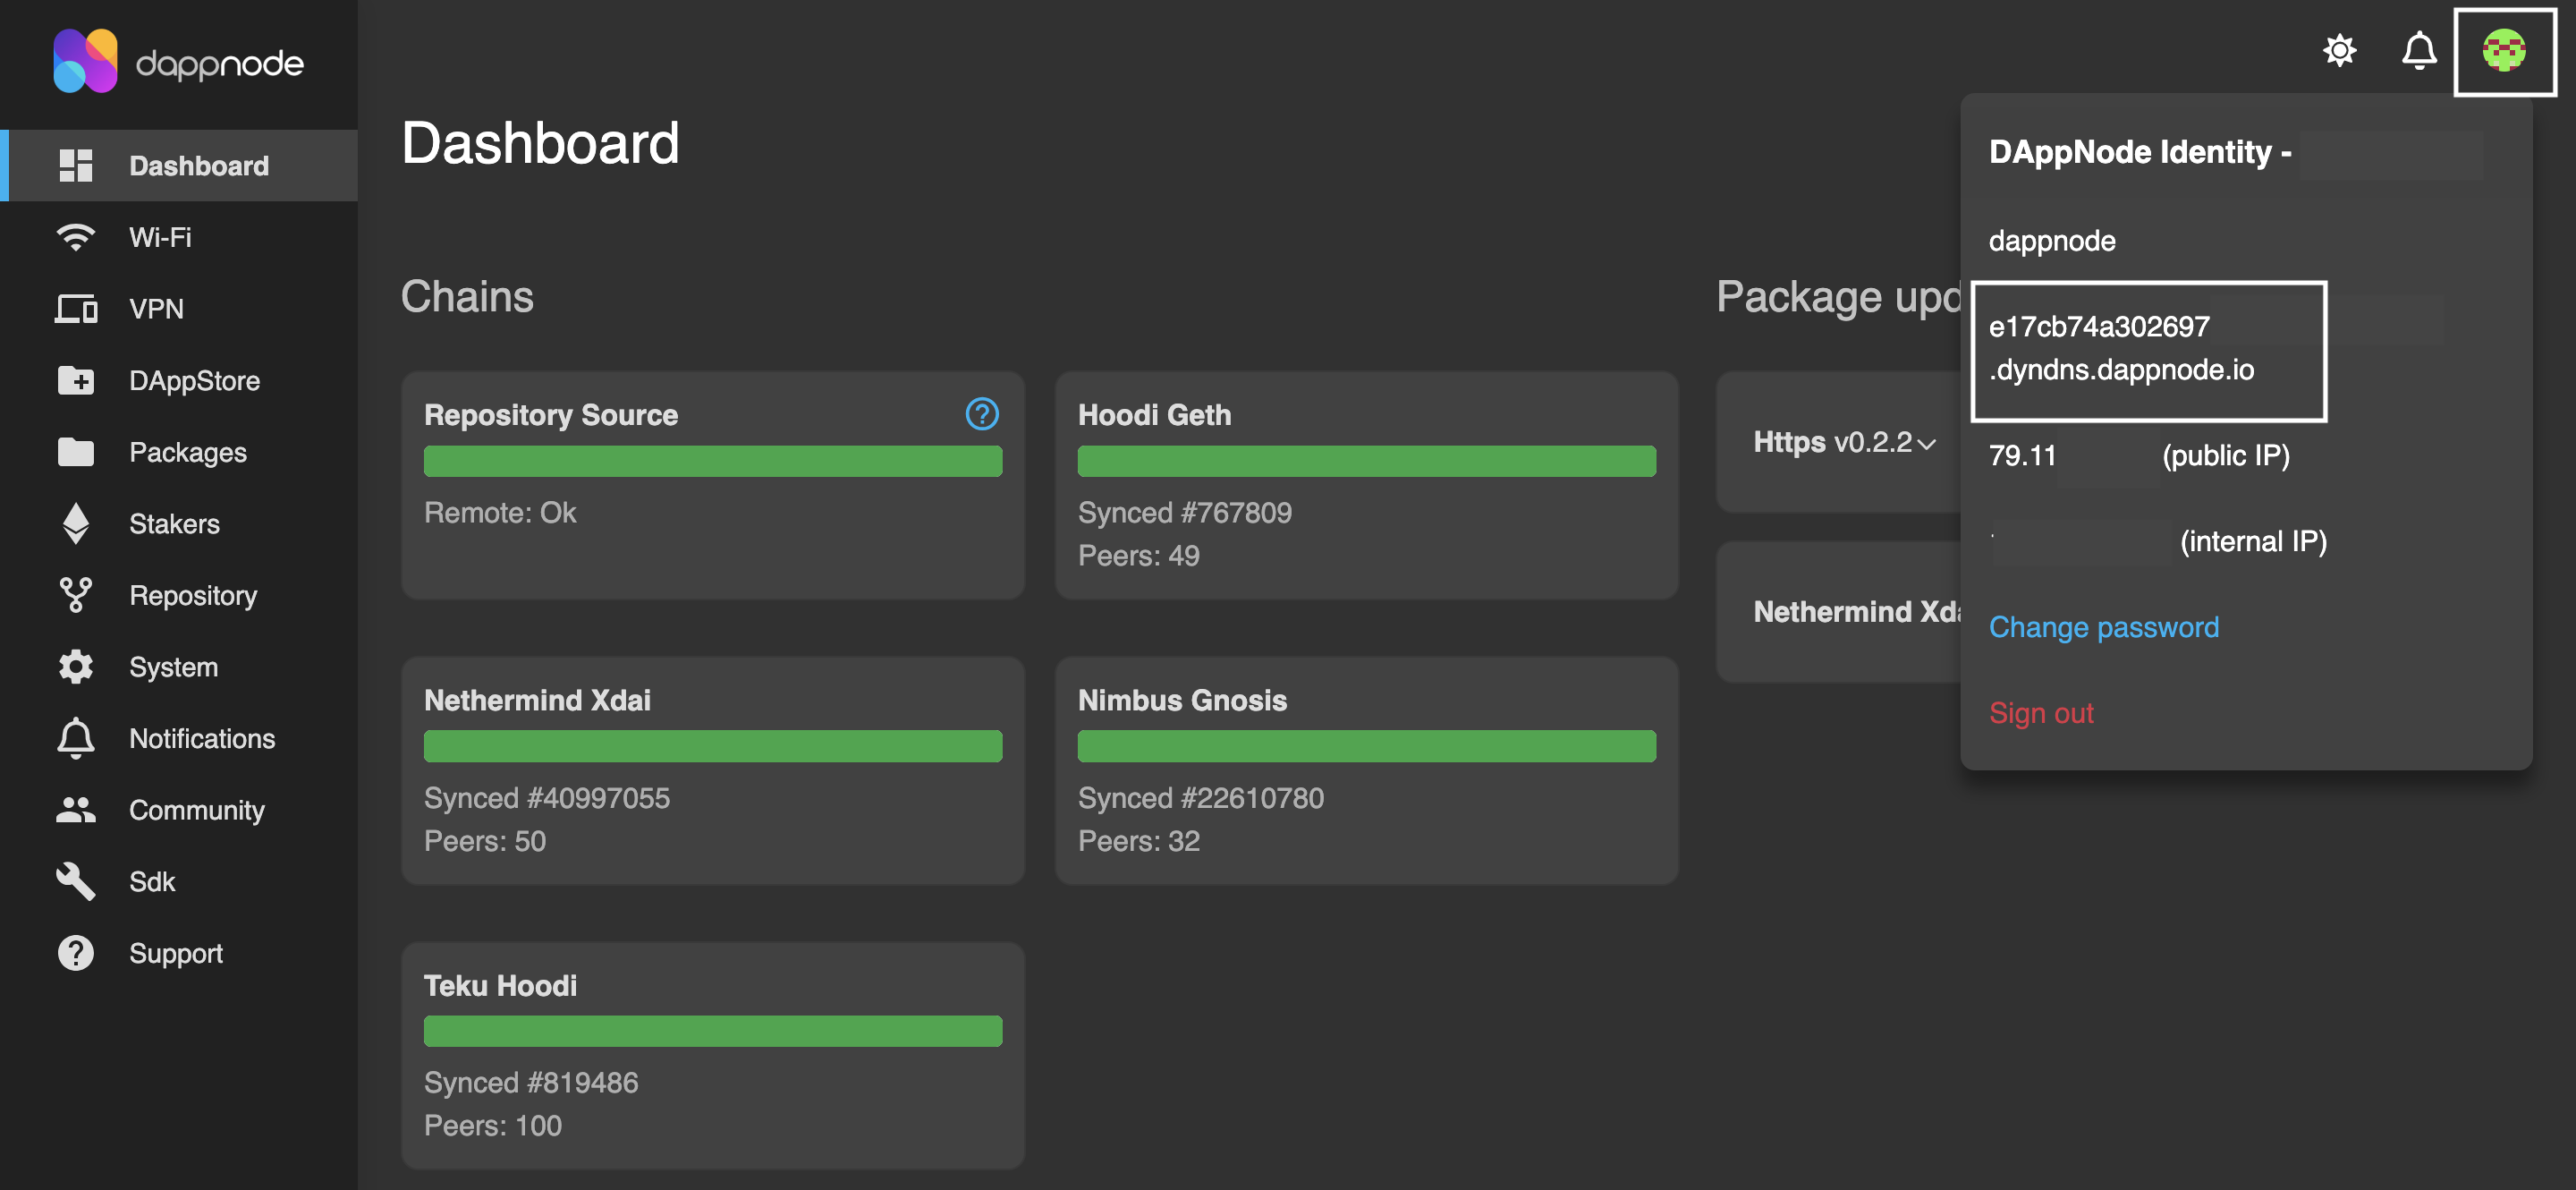 dappnode
Dashboard
Wi-Fi
VPN
DAppStore
Packages
Stakers
Repository
System
Notifications
Community
Sdk
Support
Dashboard
Chains
Repository Source
Remote: Ok
Hoodi Geth
Synced #767809
Peers: 49
Nethermind Xdai
Synced #40997055
Peers: 50
Nimbus Gnosis
Synced #22610780
Peers: 32
Teku Hoodi
Synced #819486
Peers: 100
Package upd
Https v0.2.2
Nethermind Xda
DAppNode Identity -
dappnode
e17cb74a302697
.dyndns.dappnode.io
79.11 (public IP)
(internal IP)
Change password
Sign out